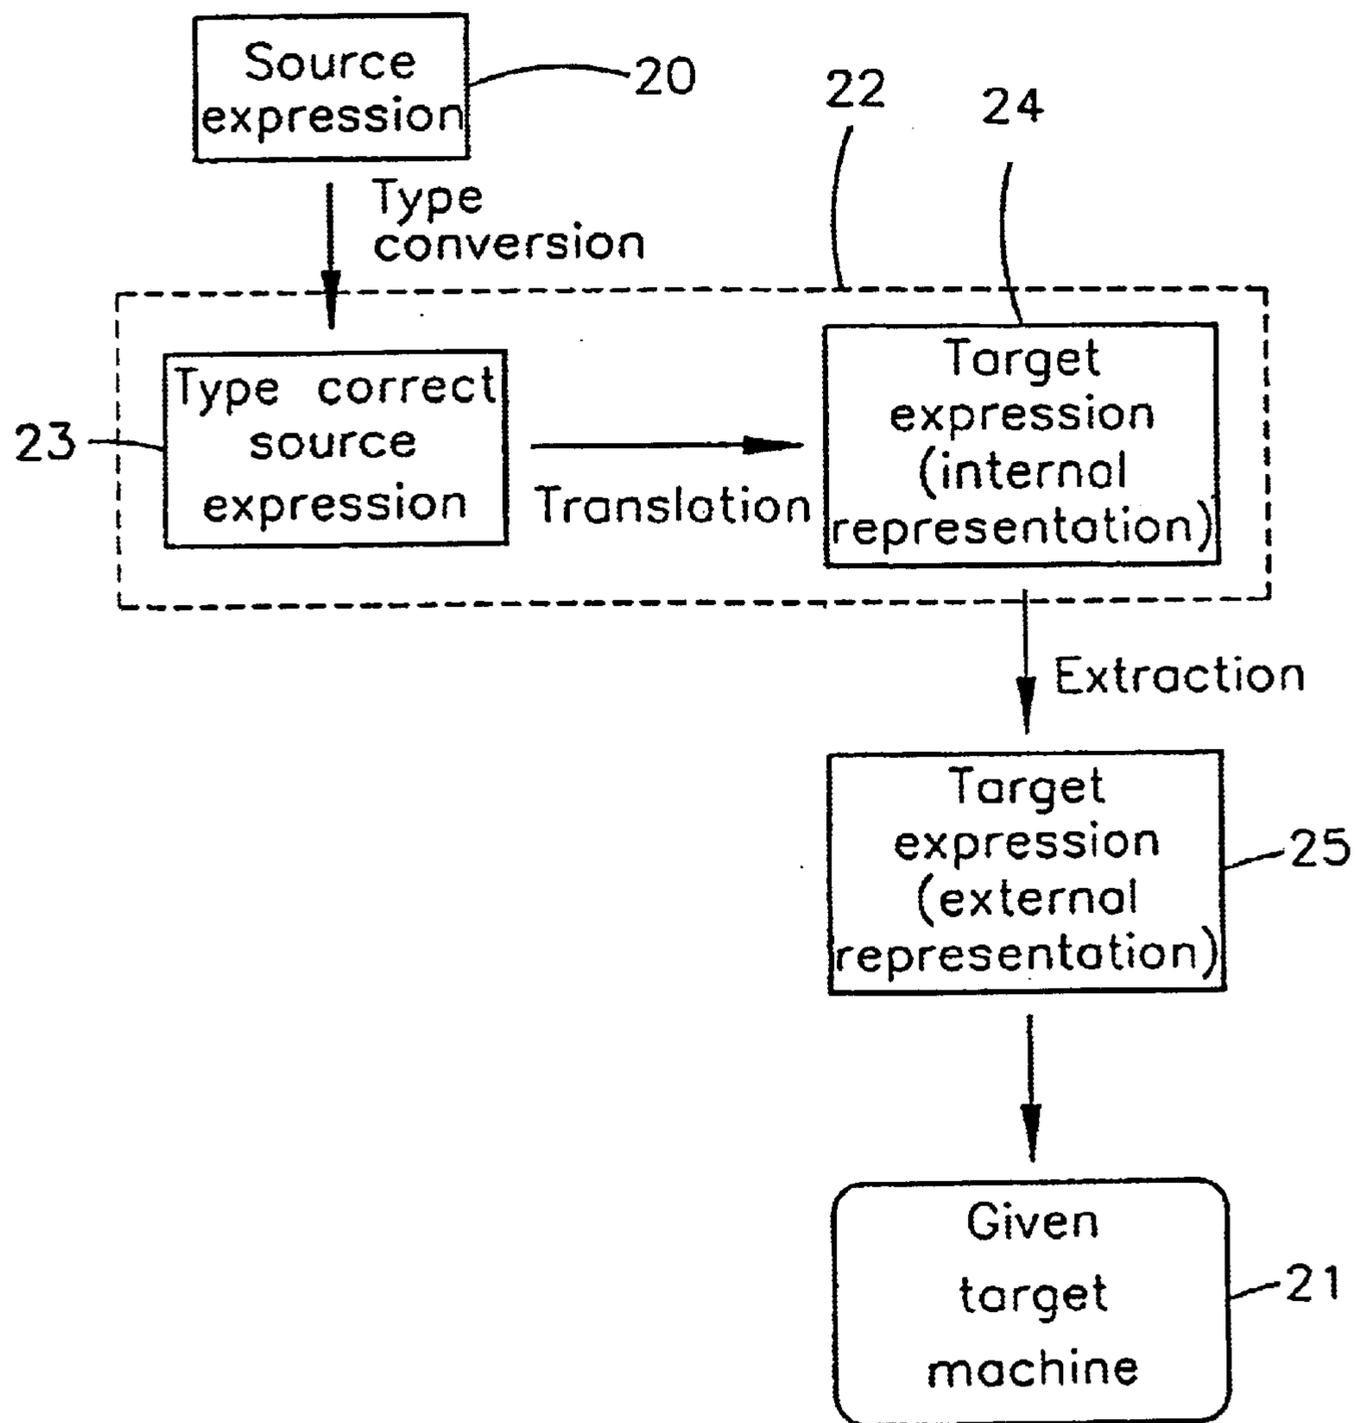 Source
expression
20
22
24
Type
conversion
23
Type correct
source
expression
Translation
Target
expression
(internal
representation)
Extraction
Target
expression
(external
representation)
25
Given
target
machine
21